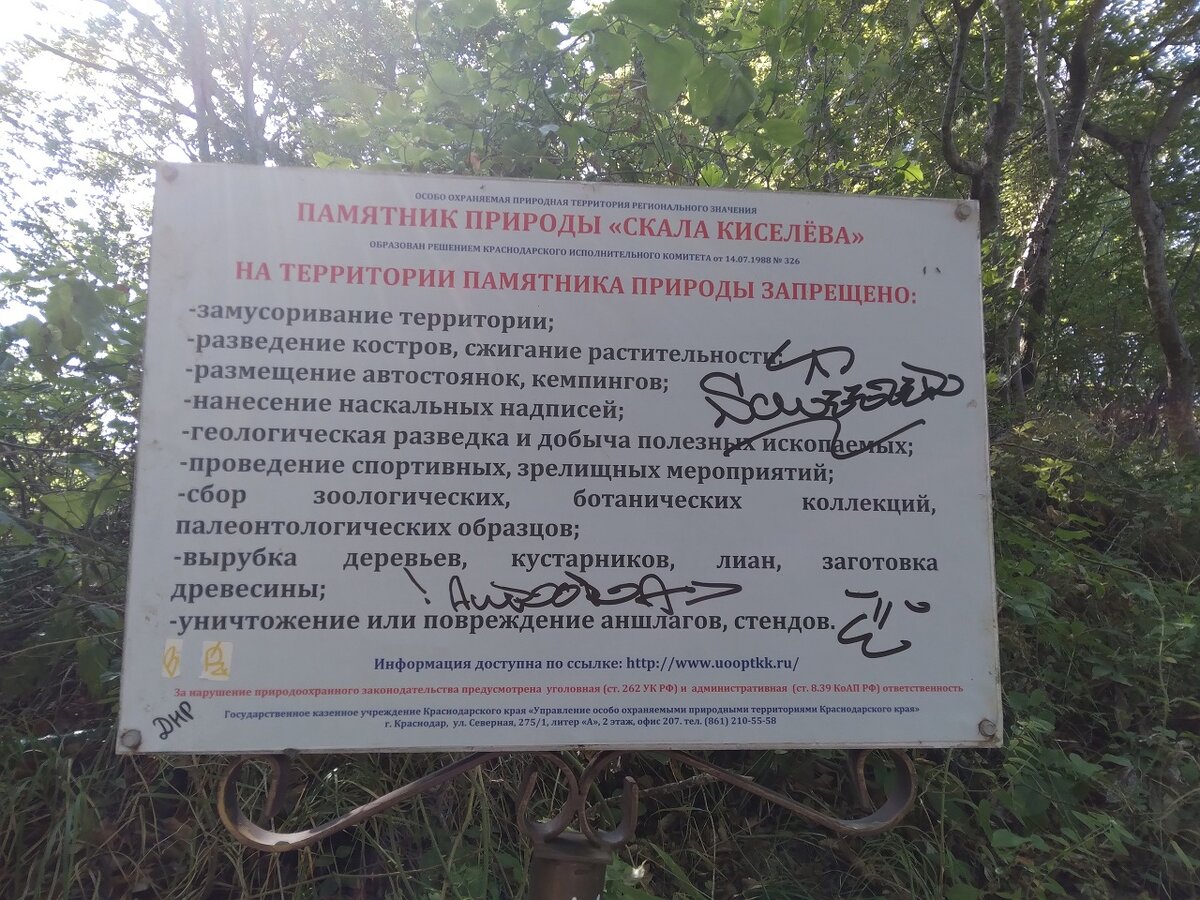 ОСОБО ОХРАНЯЕМАЯ ПРИРОДНАЯ ТЕРРИТОРИЯ РЕГИОНАЛЬНОГО ЗНАЧЕНИЯ
ПАМЯТНИК ПРИРОДЫ «СКАЛА КИСЕЛЁВА»
ОБРАЗОВАН РЕШЕНИЕМ КРАСНОДАРСКОГО ИСПОЛНИТЕЛЬНОГО КОМИТЕТА от 14.07.1988 № 326
НА ТЕРРИТОРИИ ПАМЯТНИКА ПРИРОДЫ ЗАПРЕЩЕНО:
-замусоривание территории;
-разведение костров, сжигание растительности;
-размещение автостоянок, кемпингов;
-нанесение наскальных надписей;
-геологическая разведка и добыча полезных ископаемых;
-проведение спортивных, зрелищных мероприятий;
-сбор зоологических, ботанических коллекций,
палеонтологических образцов;
-вырубка деревьев, кустарников, лиан, заготовка
древесины;
-уничтожение или повреждение аншлагов, стендов.
Информация доступна по ссылке: http://www.uooptkk.ru/
За нарушение природоохранного законодательства предусмотрена уголовная (ст. 262 УК РФ) и административная (ст. 8.39 КоАП РФ) ответственность
Государственное казенное учреждение Краснодарского края «Управление особо охраняемыми природными территориями Краснодарского края»
г. Краснодар, ул. Северная, 275/1, литер «А», 2 этаж, офис 207. тел. (861) 210-55-58
ДНР